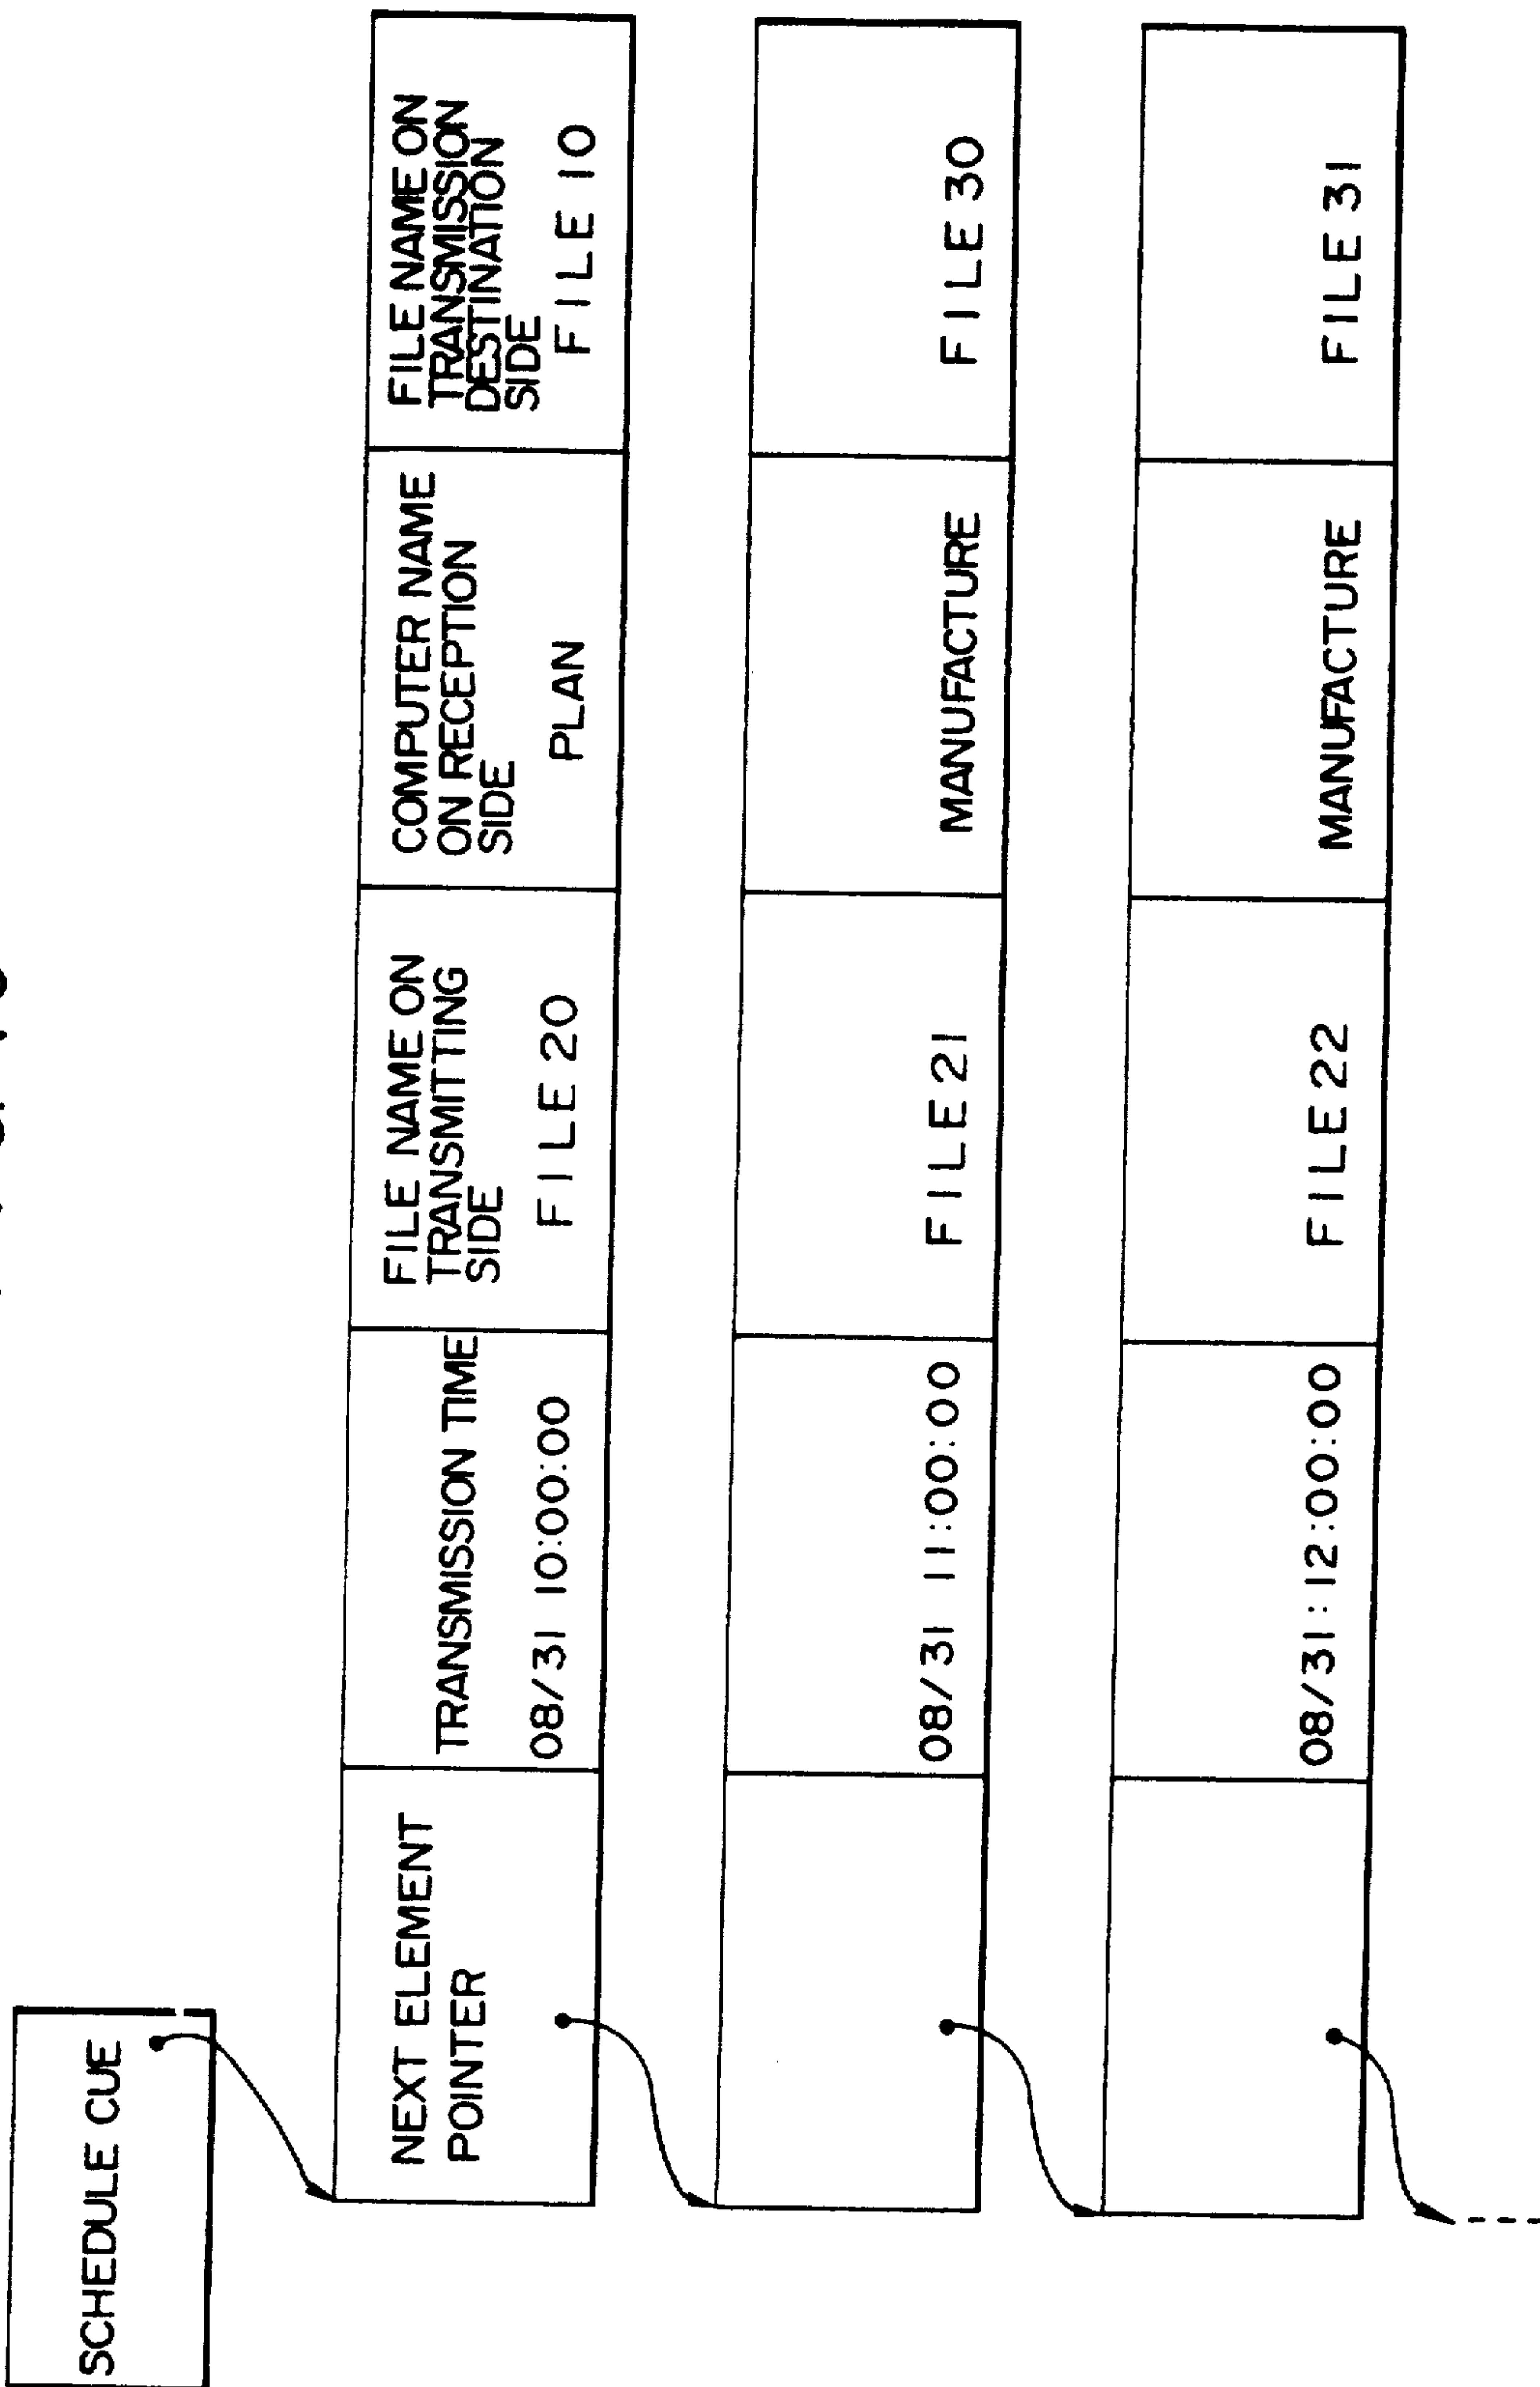 SCHEDULE CUE
NEXT ELEMENT
POINTER
TRANSMISSION TIME
08/31 10:00:00
FILE NAME ON
TRANSMITTING
SIDE
FILE 20
COMPUTER NAME
ON RECEPTION
SIDE
PLAN
FILE NAME ON
TRANSMISSION
DESTINATION
SIDE
FILE 10
08/31 11:00:00
FILE 21
MANUFACTURE
FILE 30
08/31:12:00:00
FILE 22
MANUFACTURE
FILE 31